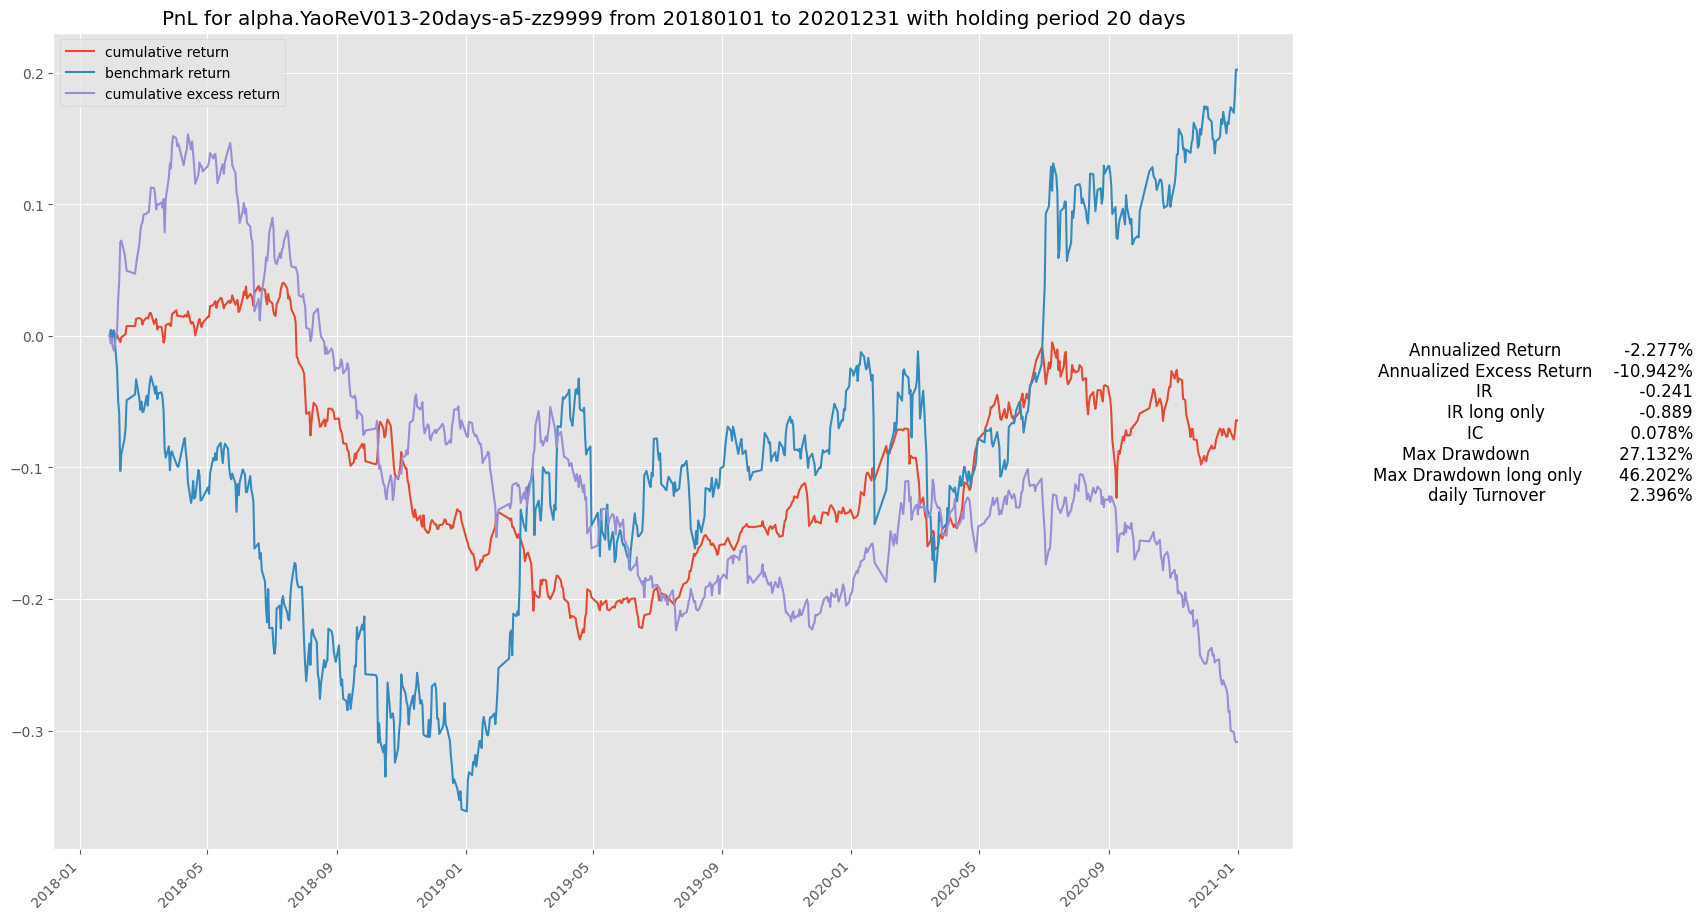 PnL for alpha.YaoReV013-20days-a5-zz9999 from 20180101 to 20201231 with holding period 20 days
cumulative return
benchmark return
cumulative excess return
0.2
0.1
0.0
−0.1
−0.2
−0.3
2018-01
2018-05
2018-09
2019-01
2019-05
2019-09
2020-01
2020-05
2020-09
2021-01
Annualized Return -2.277%
Annualized Excess Return -10.942%
IR -0.241
IR long only -0.889
IC 0.078%
Max Drawdown 27.132%
Max Drawdown long only 46.202%
daily Turnover 2.396%